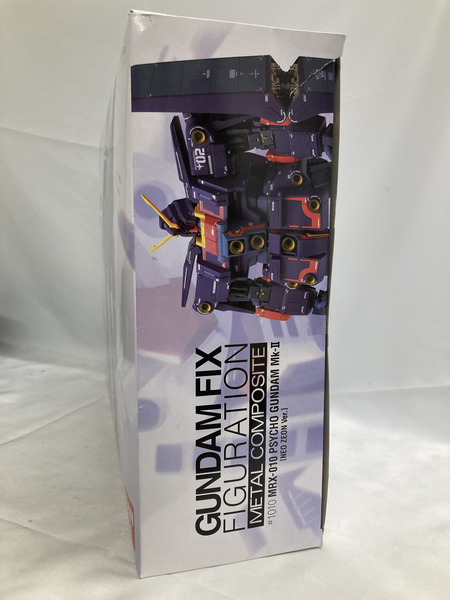 +02
GUNDAM FIX
FIGURATION
METAL COMPOSITE
#1010 MRX-010 PSYCHO GUNDAM Mk-II
[NEO ZEON Ver.]